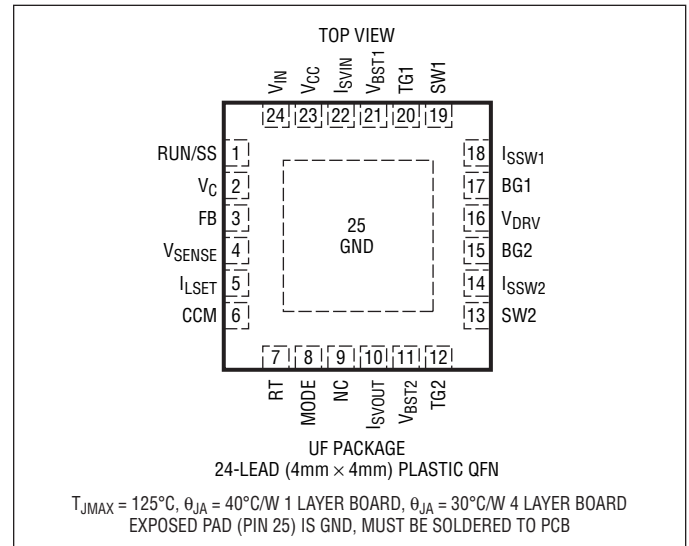 TOP VIEW
VIN
VCC
ISVIN
VBST1
TG1
SW1
24 23 22 21 20 19
RUN/SS 1
VC 2
FB 3
VSENSE 4
ILSET 5
CCM 6
25
GND
18 ISSW1
17 BG1
16 VDRV
15 BG2
14 ISSW2
13 SW2
7 8 9 10 11 12
RT
MODE
NC
ISVOUT
VBST2
TG2
UF PACKAGE
24-LEAD (4mm × 4mm) PLASTIC QFN
TJMAX = 125°C, θJA = 40°C/W 1 LAYER BOARD, θJA = 30°C/W 4 LAYER BOARD
EXPOSED PAD (PIN 25) IS GND, MUST BE SOLDERED TO PCB